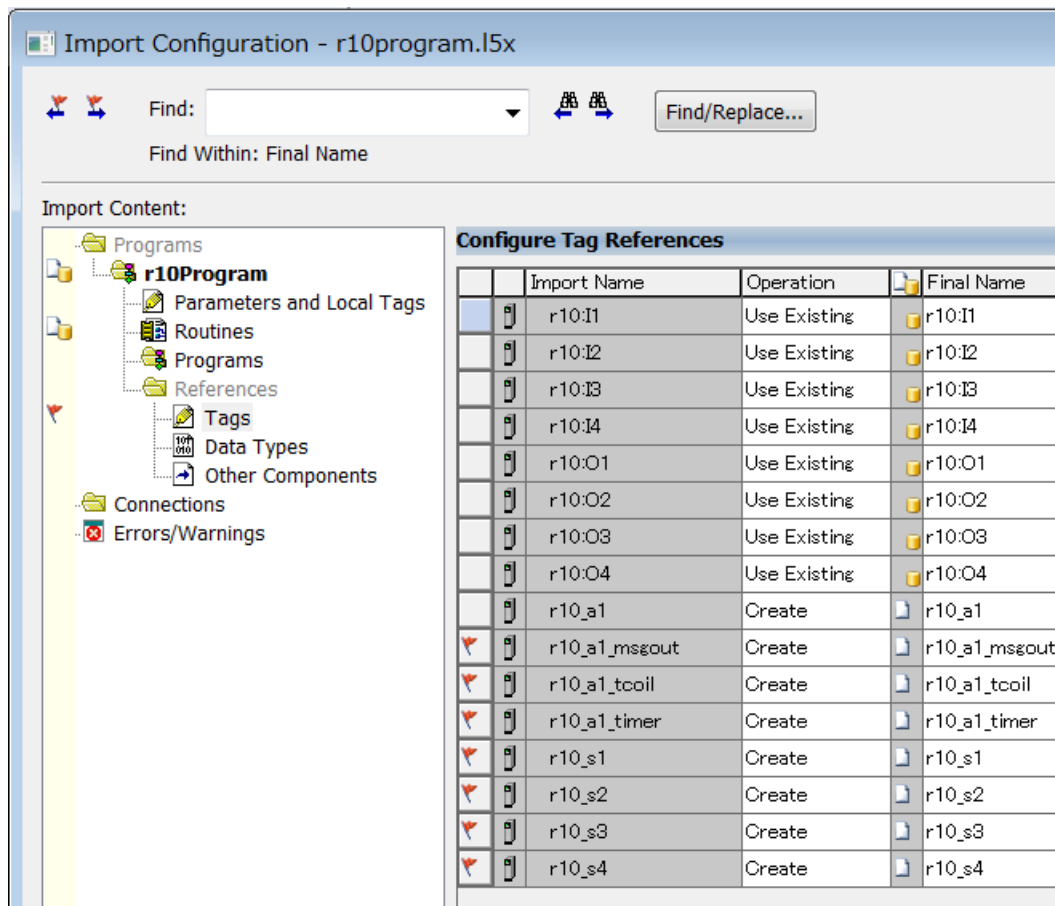 Import Configuration - r10program.l5x
Find:
Find/Replace...
Find Within: Final Name
Import Content:
Programs
r10Program
Parameters and Local Tags
Routines
Programs
References
Tags
Data Types
Other Components
Connections
Errors/Warnings
Configure Tag References
Import Name Operation Final Name
r10:I1 Use Existing r10:I1
r10:I2 Use Existing r10:I2
r10:I3 Use Existing r10:I3
r10:I4 Use Existing r10:I4
r10:O1 Use Existing r10:O1
r10:O2 Use Existing r10:O2
r10:O3 Use Existing r10:O3
r10:O4 Use Existing r10:O4
r10_a1 Create r10_a1
r10_a1_msgout Create r10_a1_msgout
r10_a1_tcoil Create r10_a1_tcoil
r10_a1_timer Create r10_a1_timer
r10_s1 Create r10_s1
r10_s2 Create r10_s2
r10_s3 Create r10_s3
r10_s4 Create r10_s4